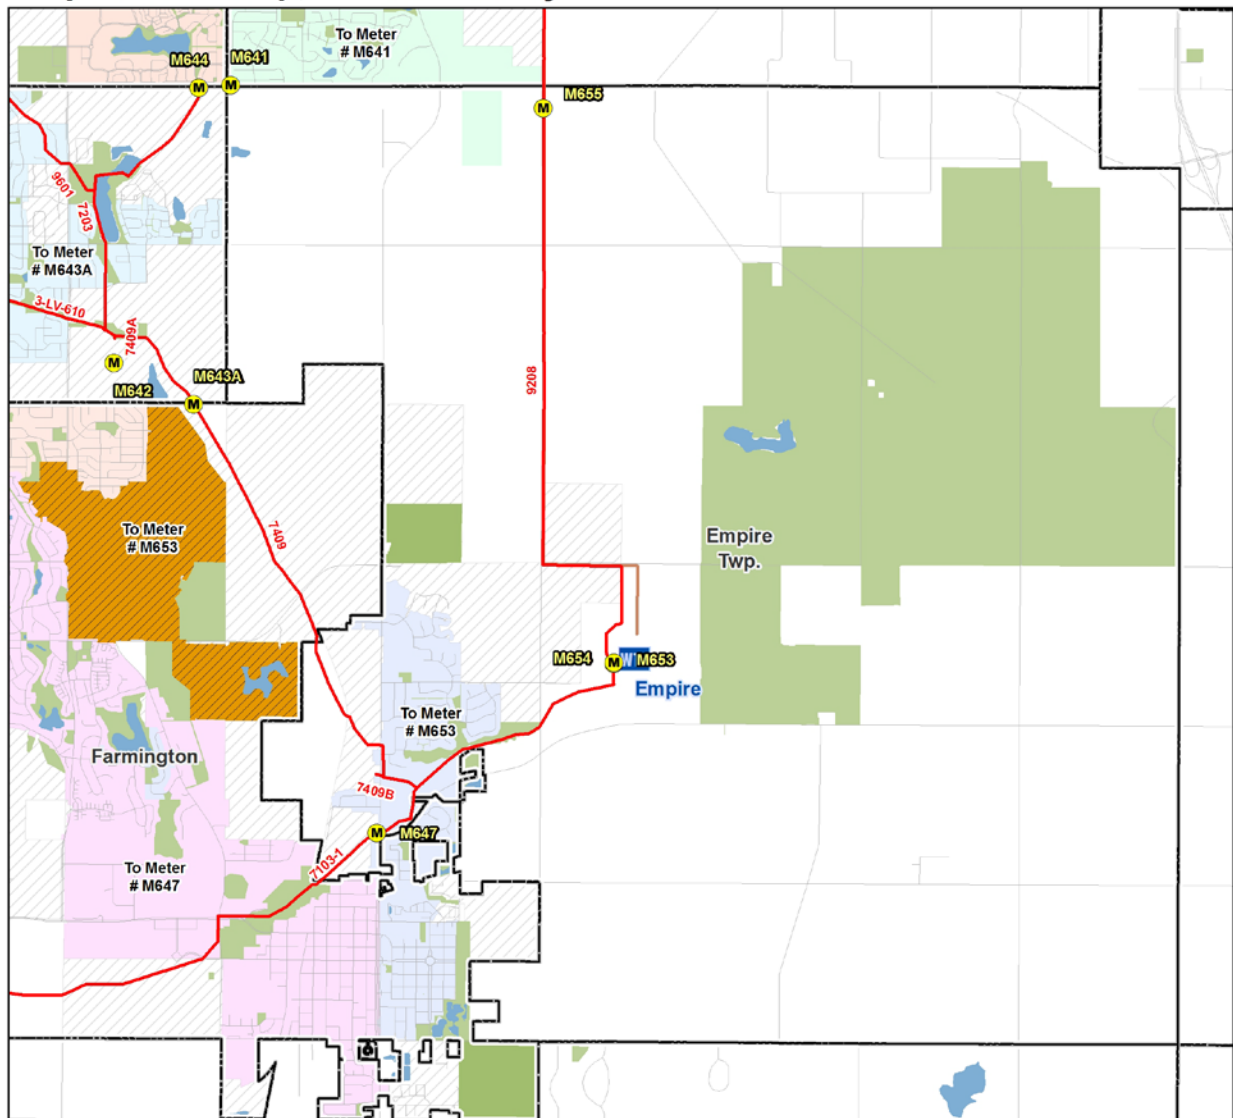 To Meter
# M641
M644
M641
M
M
M655
M
9601
7203
To Meter
# M643A
3-LV-610
7409A
M
M642
M643A
M
9208
To Meter
# M653
7409
Empire
Twp.
M654
M
M653
Empire
To Meter
# M653
Farmington
7409B
M
M647
To Meter
# M647
7103-1